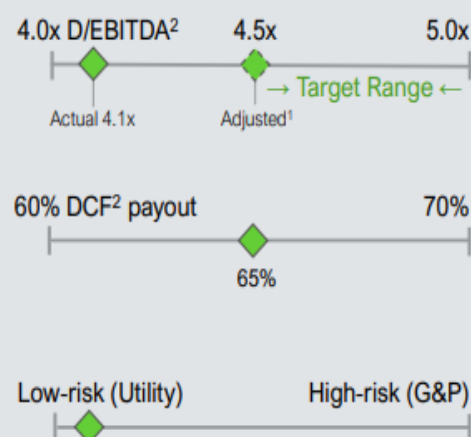 4.0x D/EBITDA² 4.5x 5.0x
→ Target Range ←
Actual 4.1x Adjusted¹
60% DCF² payout 70%
65%
Low-risk (Utility) High-risk (G&P)